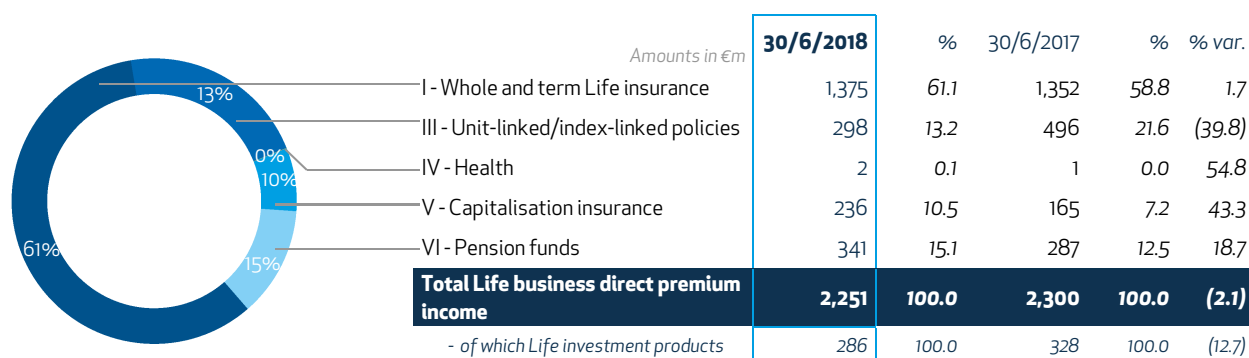 Amounts in €m 30/6/2018 % 30/6/2017 % % var.
I - Whole and term Life insurance 1,375 61.1 1,352 58.8 1.7
III - Unit-linked/index-linked policies 298 13.2 496 21.6 (39.8)
IV - Health 2 0.1 1 0.0 54.8
V - Capitalisation insurance 236 10.5 165 7.2 43.3
VI - Pension funds 341 15.1 287 12.5 18.7
Total Life business direct premium
income 2,251 100.0 2,300 100.0 (2.1)
- of which Life investment products 286 100.0 328 100.0 (12.7)
13%
0%
10%
61%
15%